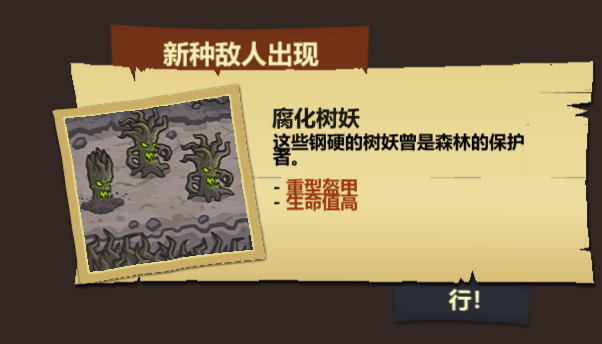 新种敌人出现
腐化树妖
这些钢硬的树妖曾是森林的保护
者。
- 重型盔甲
- 生命值高
行!